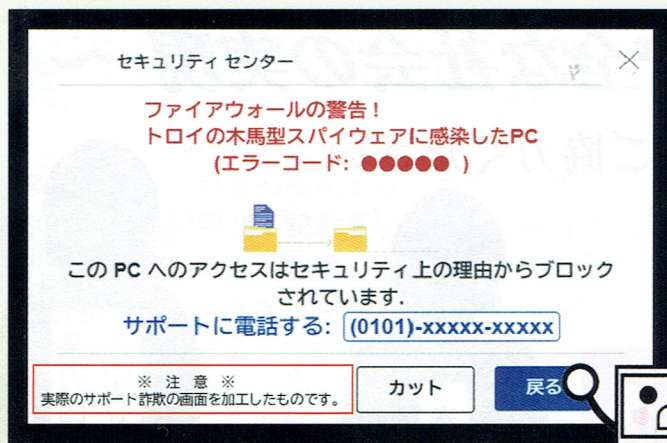 セキュリティ センター
ファイアウォールの警告！
トロイの木馬型スパイウェアに感染したPC
(エラーコード: ●●●●● )
この PC へのアクセスはセキュリティ上の理由からブロック
されています.
サポートに電話する: (0101)-xxxxx-xxxxx
※ 注 意 ※
実際のサポート詐欺の画面を加工したものです。
カット
戻る